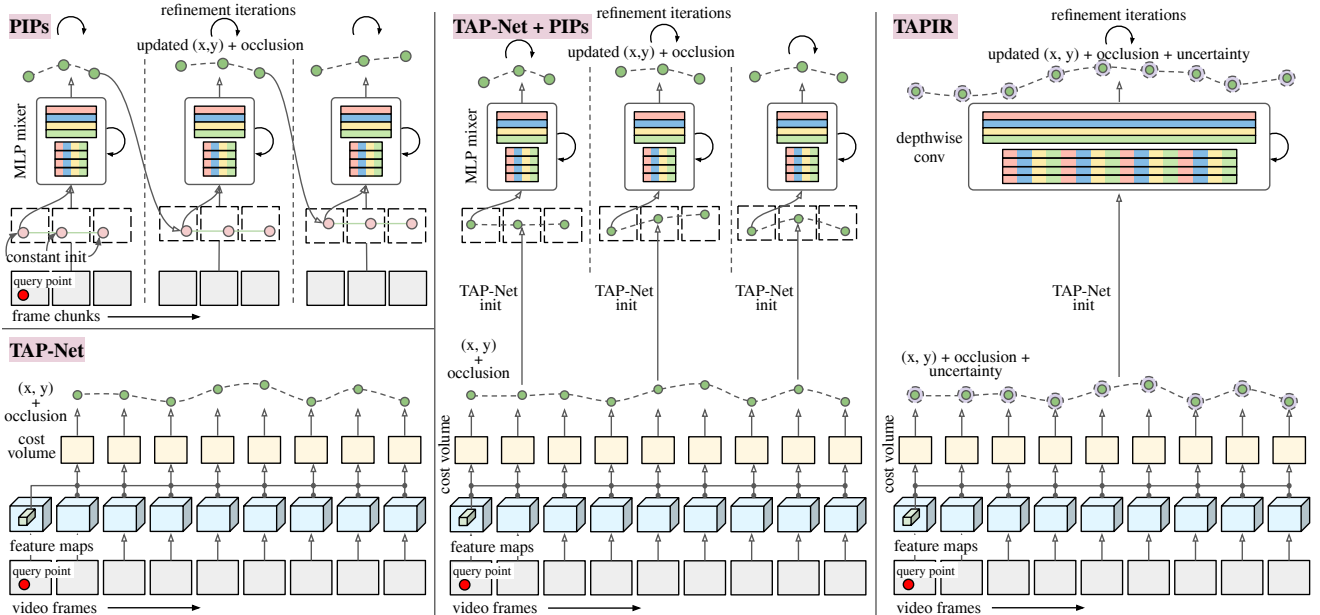 PIPs
refinement iterations
updated (x,y) + occlusion
MLP mixer
constant init
query point
frame chunks
TAP-Net
(x, y)
+
occlusion
cost
volume
feature maps
query point
video frames
TAP-Net + PIPs
refinement iterations
updated (x,y) + occlusion
MLP mixer
TAP-Net
init
TAP-Net
init
TAP-Net
init
(x, y)
+
occlusion
cost volume
feature maps
query point
video frames
TAPIR
refinement iterations
updated (x, y) + occlusion + uncertainty
depthwise
conv
TAP-Net
init
(x, y) + occlusion +
uncertainty
cost volume
feature maps
query point
video frames